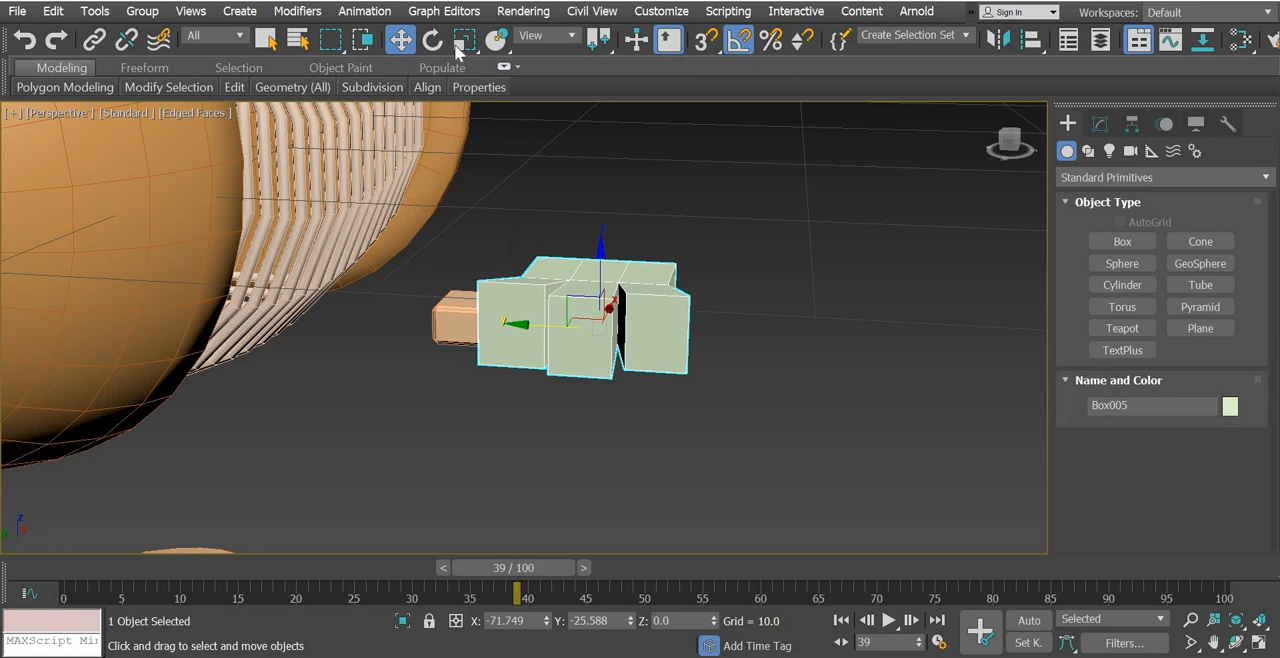 File Edit Tools Group Views Create Modifiers Animation Graph Editors Rendering Civil View Customize Scripting Interactive Content Arnold Sign In Workspaces: Default
All View 3 Create Selection Set
Modeling Freeform Selection Object Paint Populate
Polygon Modeling Modify Selection Edit Geometry (All) Subdivision Align Properties
[+] [Perspective ] [Standard ] [Edged Faces ]
Standard Primitives
Object Type
AutoGrid
Box Cone
Sphere GeoSphere
Cylinder Tube
Torus Pyramid
Teapot Plane
TextPlus
Name and Color
Box005
z
y
x
z
< 39 / 100 >
0 5 10 15 20 25 30 35 40 45 50 55 60 65 70 75 80 85 90 95 100
1 Object Selected X: -71.749 Y: -25.588 Z: 0.0 Grid = 10.0 Auto Selected
MAXScript Mi
Click and drag to select and move objects Add Time Tag 39 Set K. Filters...